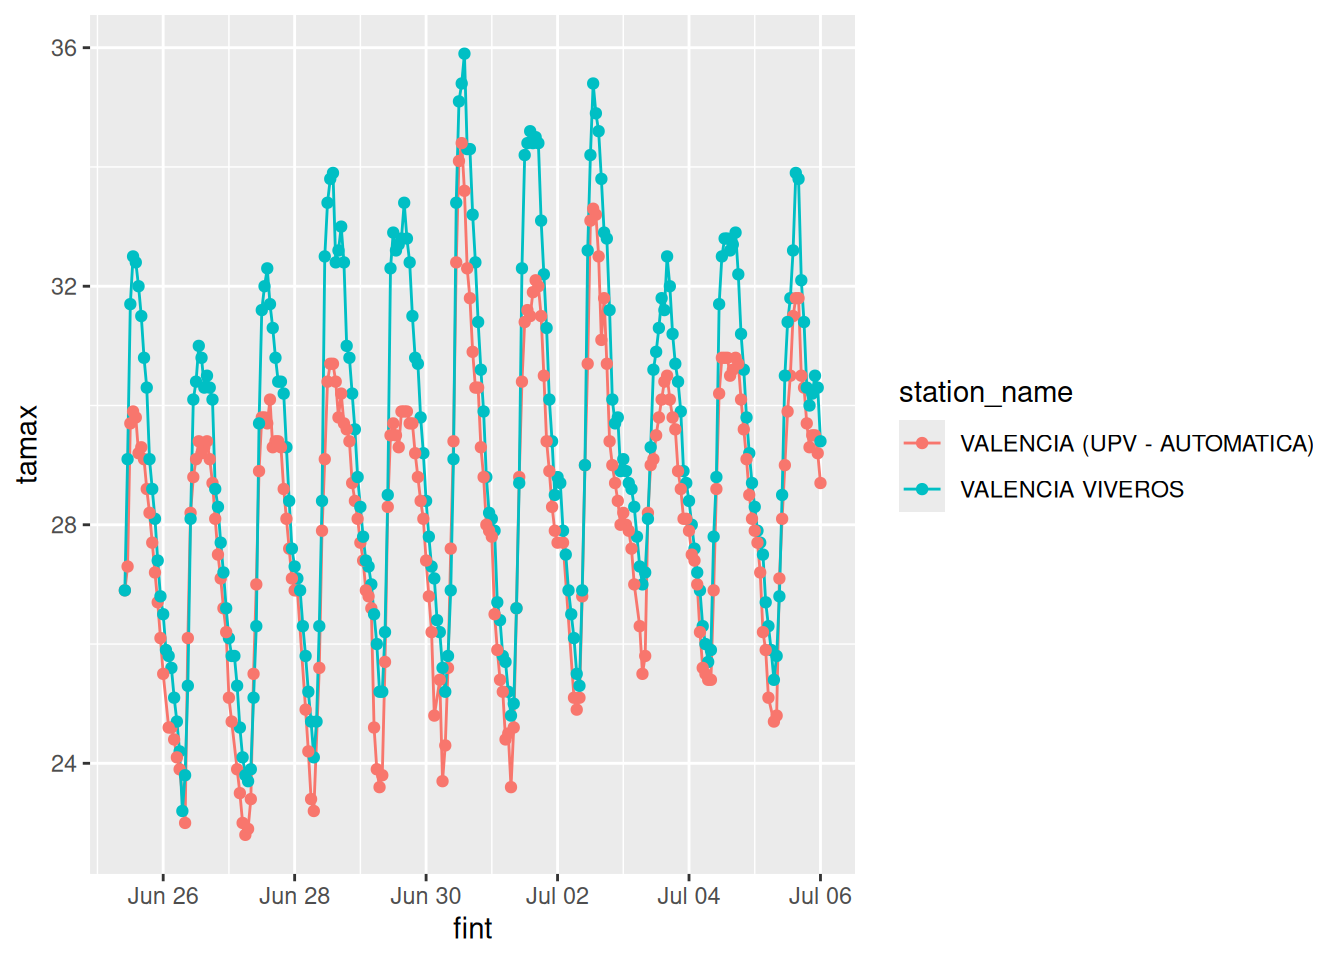 36
32
28
24
tamax
Jun 26 Jun 28 Jun 30 Jul 02 Jul 04 Jul 06
fint
station_name
VALENCIA (UPV - AUTOMATICA)
VALENCIA VIVEROS